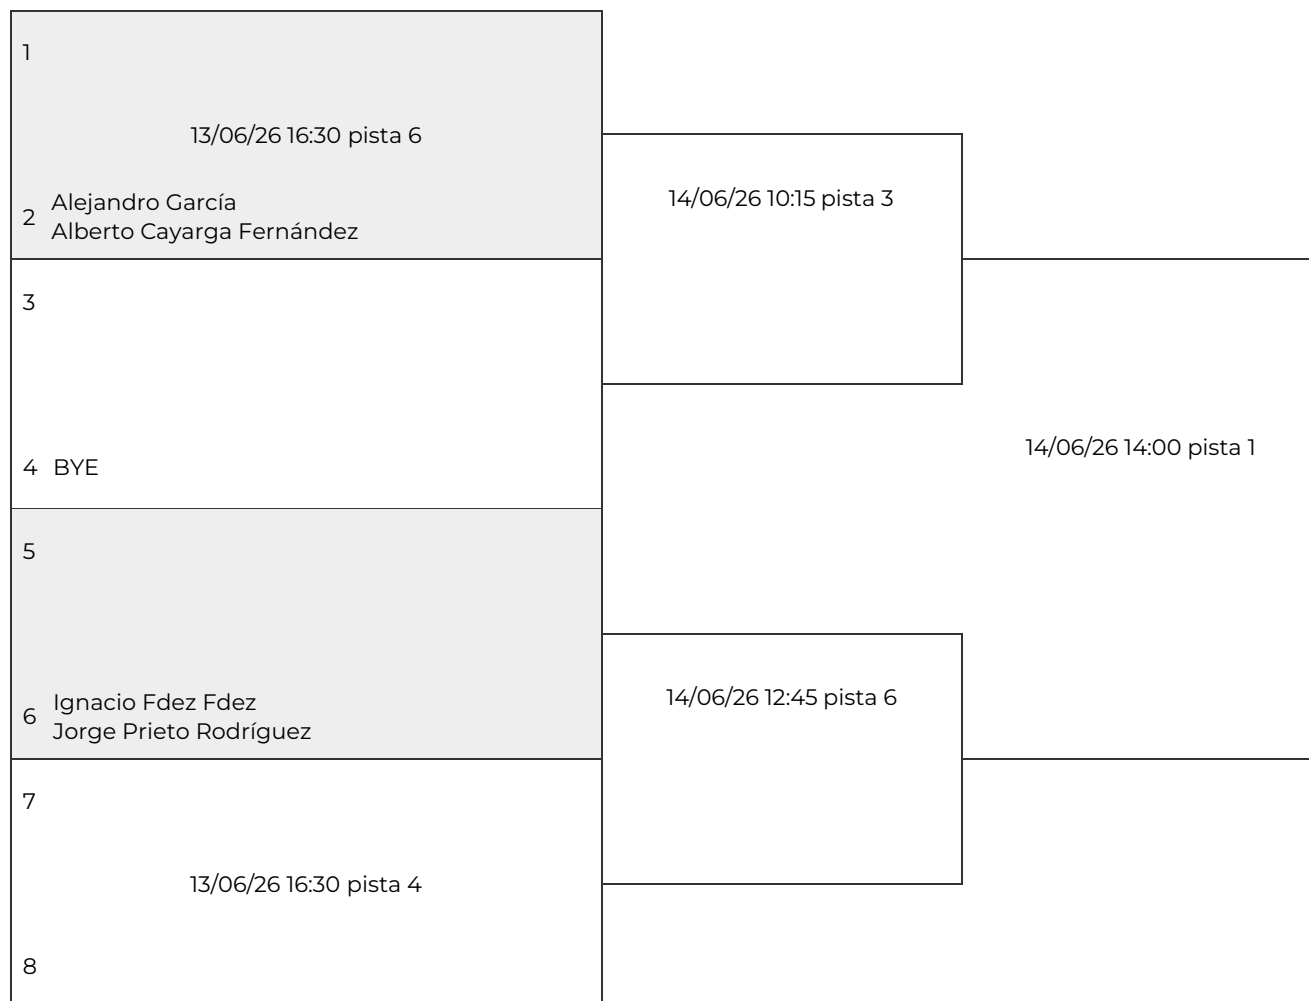 1
13/06/26 16:30 pista 6
2 Alejandro García
Alberto Cayarga Fernández
14/06/26 10:15 pista 3
3
4 BYE
14/06/26 14:00 pista 1
5
6 Ignacio Fdez Fdez
Jorge Prieto Rodríguez
14/06/26 12:45 pista 6
7
13/06/26 16:30 pista 4
8